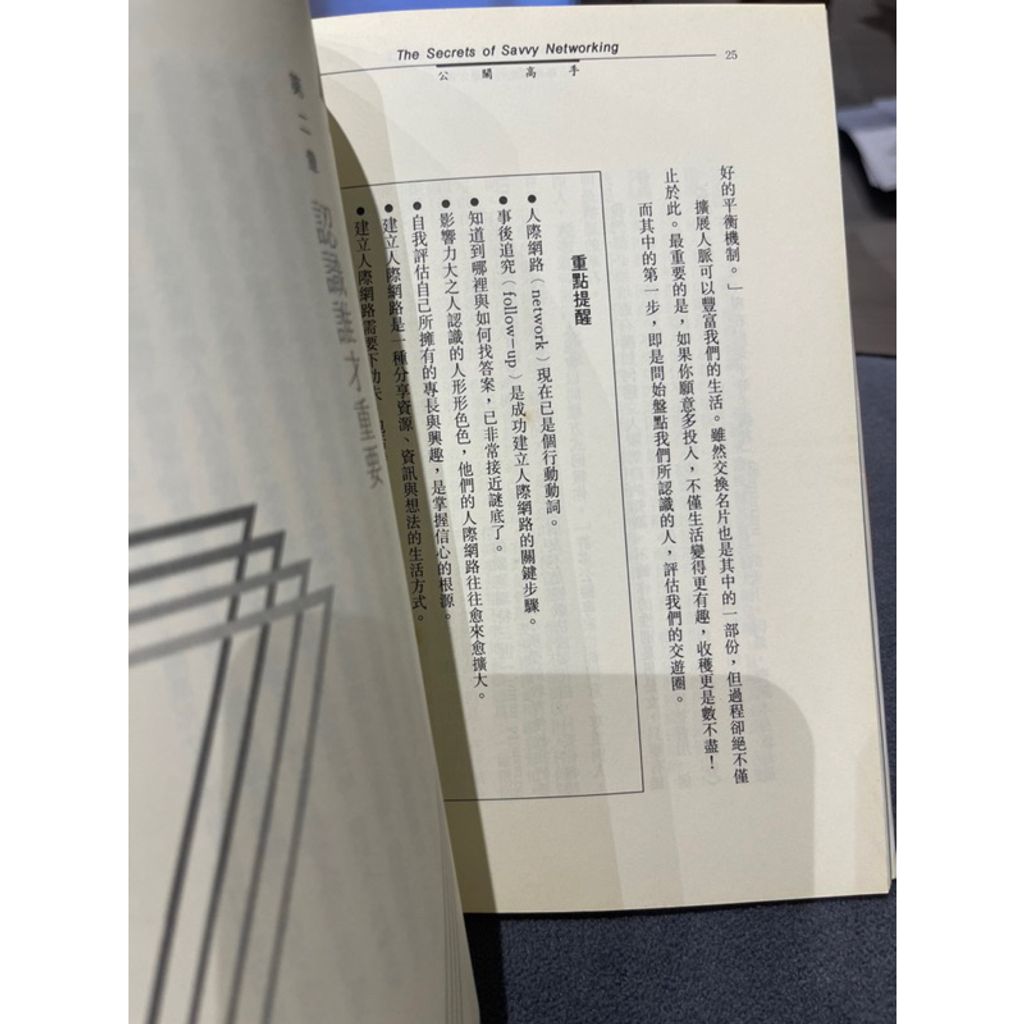 The Secrets of Savvy Networking
公關高手
25
好的平衡機制。」
擴展人脈可以豐富我們的生活。雖然交換名片也是其中的一部份，但過程卻絕不僅
止於此。最重要的是，如果你願意多投入，不僅生活變得更有趣，收穫更是數不盡！
而其中的第一步，即是開始盤點我們所認識的人，評估我們的交遊圈。
重點提醒
●人際網路（network）現在已是個行動動詞。
●事後追究（follow－up）是成功建立人際網路的關鍵步驟。
●知道到哪裡與如何找答案，已非常接近謎底了。
●影響力大之人認識的人形形色色，他們的人際網路往往愈來愈擴大。
●自我評估自己所擁有的專長與興趣，是掌握信心的根源。
●建立人際網路是一種分享資源、資訊與想法的生活方式。
●建立人際網路需要下功夫
第二章
認識誰才重要